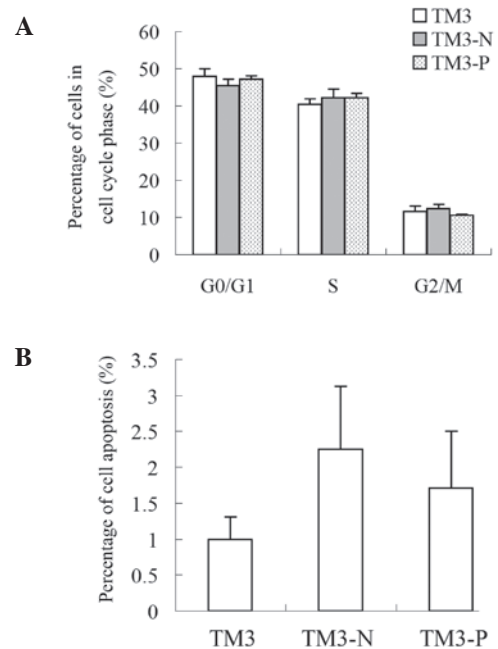 A
TM3
TM3-N
TM3-P
Percentage of cells in
cell cycle phase (%)
60
50
40
30
20
10
0
G0/G1 S G2/M
B
Percentage of cell apoptosis (%)
3.5
3
2.5
2
1.5
1
0.5
0
TM3 TM3-N TM3-P